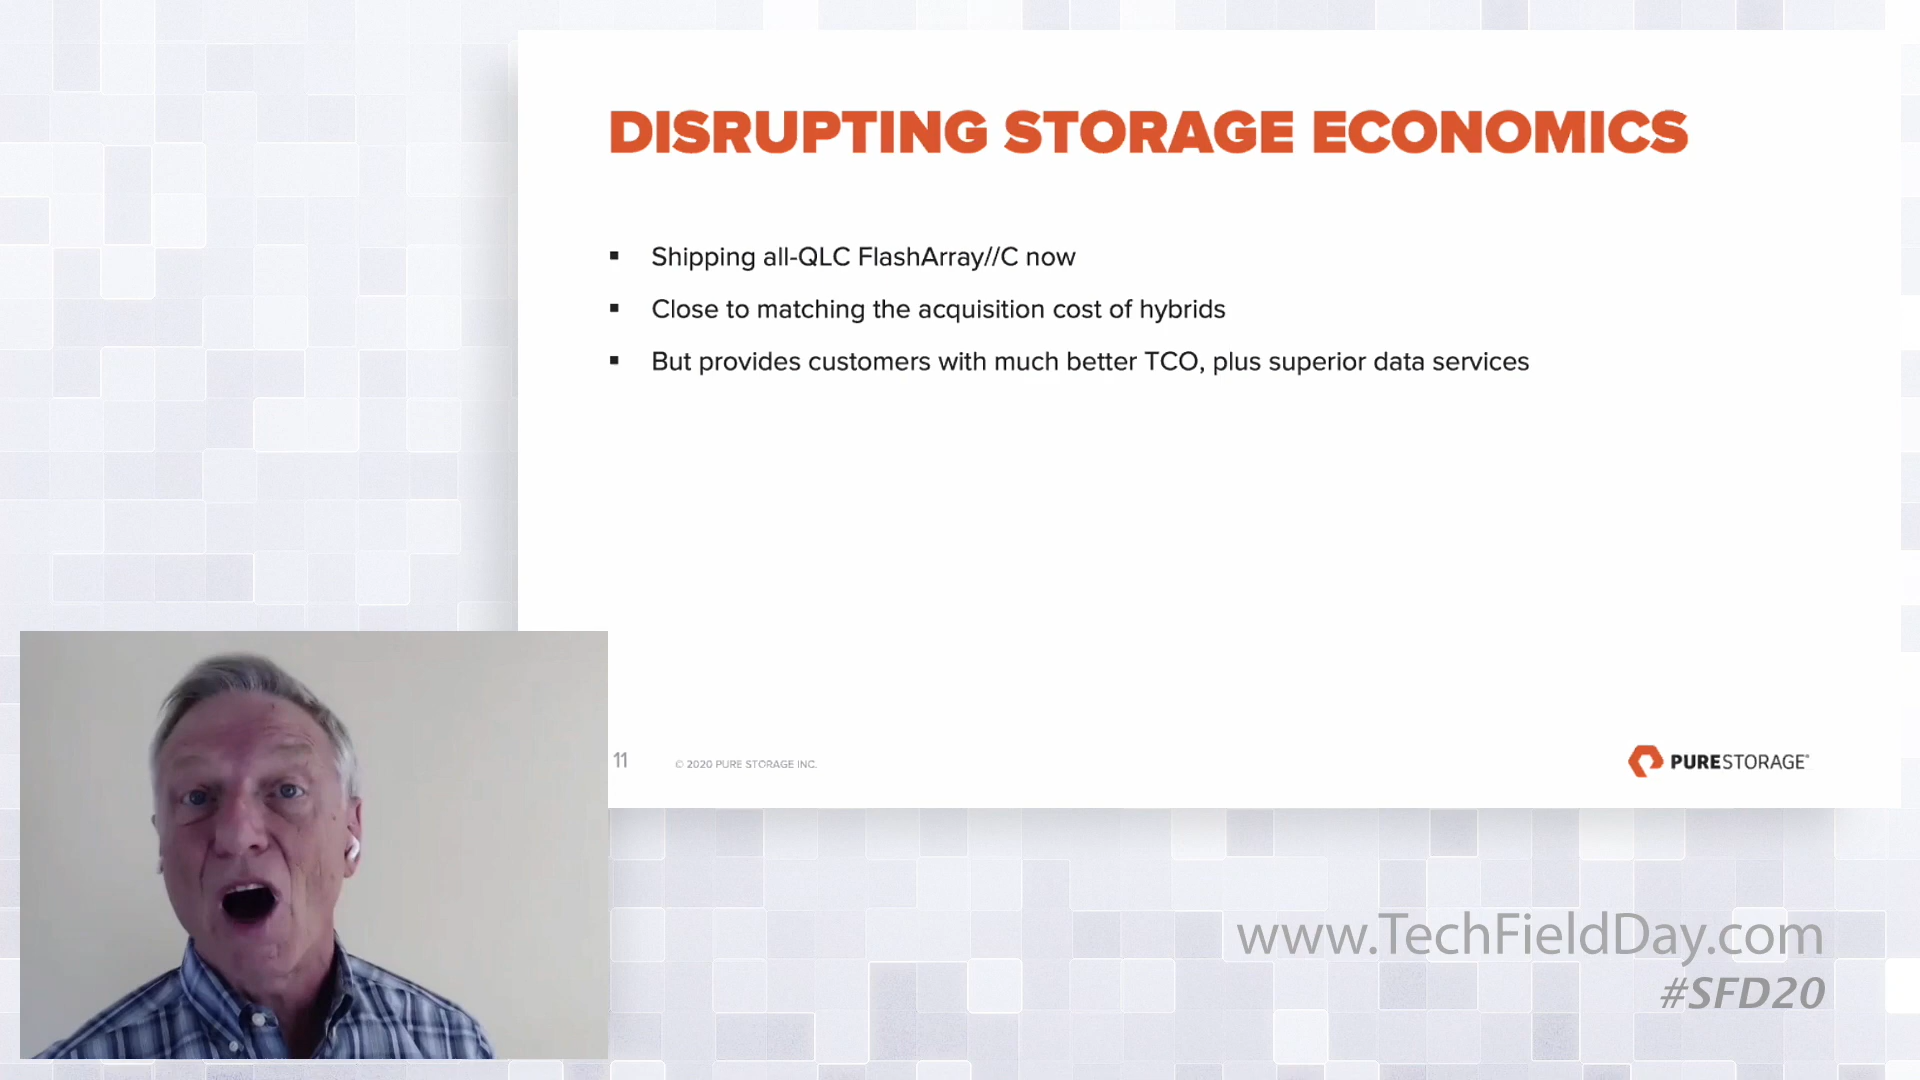 DISRUPTING STORAGE ECONOMICS
▪ Shipping all-QLC FlashArray//C now
▪ Close to matching the acquisition cost of hybrids
▪ But provides customers with much better TCO, plus superior data services
11 © 2020 PURE STORAGE INC.
PURESTORAGE®
www.TechFieldDay.com
#SFD20